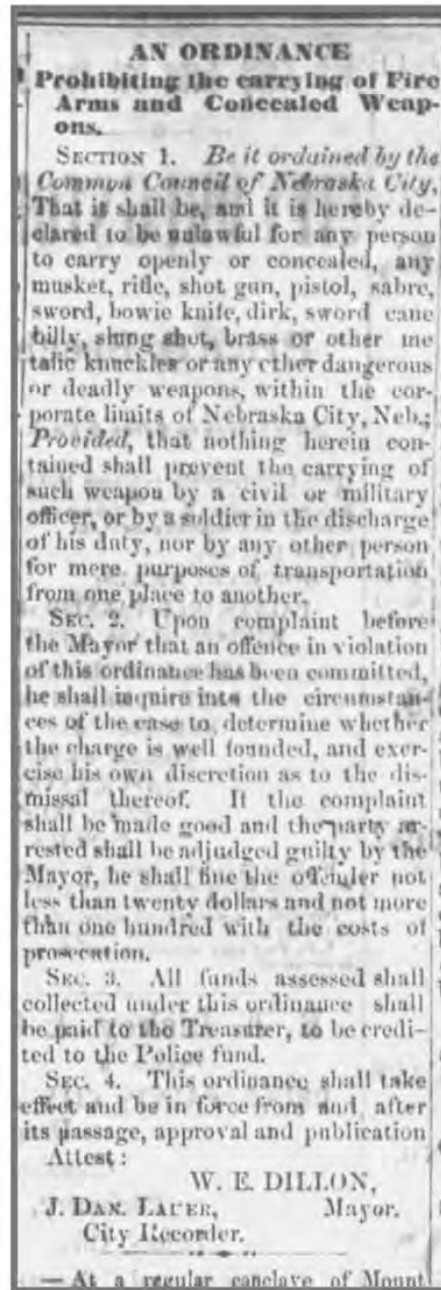 AN ORDINANCE
Prohibiting the carrying of Fire
Arms and Concealed Weap-
ons.
SECTION 1. Be it ordained by the
Common Council of Nebraska City,
That it shall be, and it is hereby de-
clared to be unlawful for any person
to carry openly or concealed, any
musket, rifle, shot gun, pistol, sabre,
sword, bowie knife, dirk, sword cane
billy, slung shot, brass or other me
talic knuckles or any other dangerous
or deadly weapons, within the cor-
porate limits of Nebraska City, Neb.;
Provided, that nothing herein con-
tained shall prevent the carrying of
such weapon by a civil or military
officer, or by a soldier in the discharge
of his duty, nor by any other person
for mere purposes of transportation
from one place to another.
SEC. 2. Upon complaint before
the Mayor that an offence in violation
of this ordinance has been committed,
he shall inquire into the circumstan-
ces of the case to determine whether
the charge is well founded, and exer-
cise his own discretion as to the dis-
missal thereof. If the complaint
shall be made good and the party ar-
rested shall be adjudged guilty by the
Mayor, he shall fine the offender not
less than twenty dollars and not more
than one hundred with the costs of
prosecution.
SEC. 3. All funds assessed shall
collected under this ordinance shall
be paid to the Treasurer, to be credi-
ted to the Police fund.
SEC. 4. This ordinance shall take
effect and be in force from and after
its passage, approval and publication
Attest:
W. E. DILLON,
J. DAN. LAUER, Mayor.
City Recorder.
— At a regular conclave of Mount